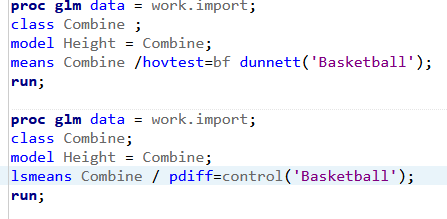 proc glm data = work.import;
class Combine ;
model Height = Combine;
means Combine /hovtest=bf dunnett('Basketball');
run;
proc glm data = work.import;
class Combine;
model Height = Combine;
lsmeans Combine / pdiff=control('Basketball');
run;